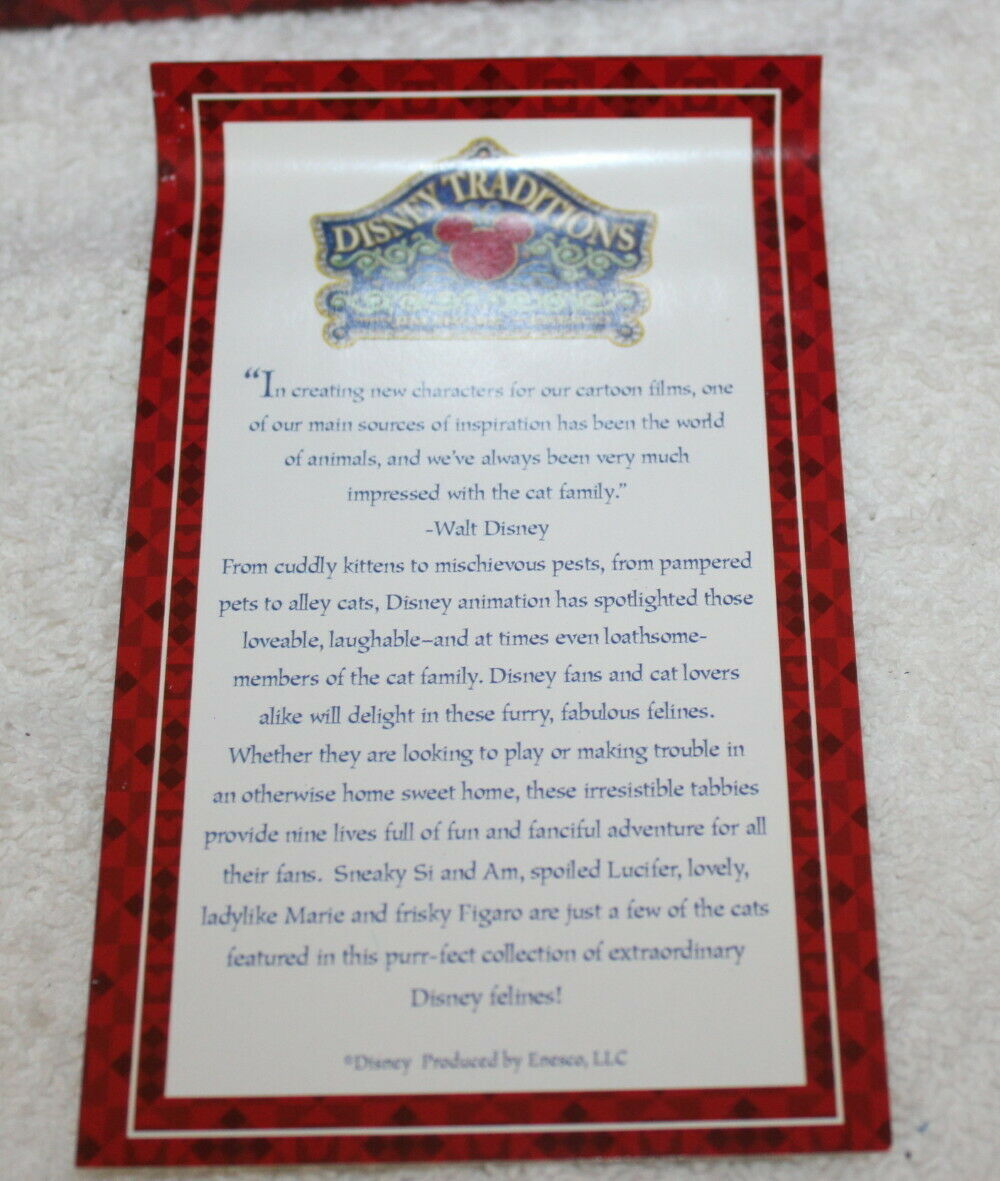 DISNEY TRADITIONS
“In creating new characters for our cartoon films, one
of our main sources of inspiration has been the world
of animals, and we've always been very much
impressed with the cat family.”
-Walt Disney
From cuddly kittens to mischievous pests, from pampered
pets to alley cats, Disney animation has spotlighted those
loveable, laughable–and at times even loathsome-
members of the cat family. Disney fans and cat lovers
alike will delight in these furry, fabulous felines.
Whether they are looking to play or making trouble in
an otherwise home sweet home, these irresistible tabbies
provide nine lives full of fun and fanciful adventure for all
their fans. Sneaky Si and Am, spoiled Lucifer, lovely,
ladylike Marie and frisky Figaro are just a few of the cats
featured in this purr-fect collection of extraordinary
Disney felines!
©Disney Produced by Enesco, LLC